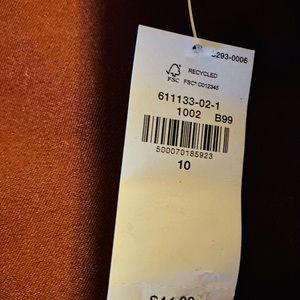 293-0006
RECYCLED
FSC
FSC® C012345
611133-02-1
1002 B99
500070185923
10